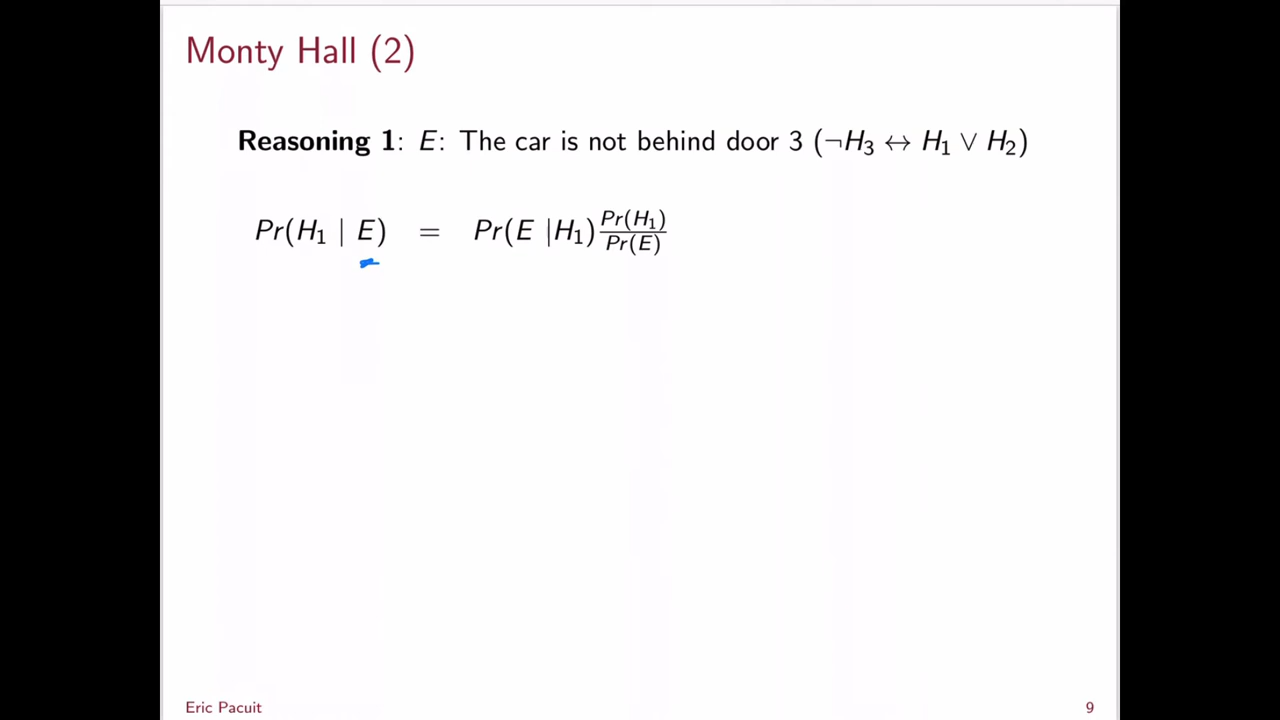 Monty Hall (2)
Reasoning 1: E: The car is not behind door 3 (¬H₃ ↔ H₁ ∨ H₂)
Pr(H₁ | E) = Pr(E | H₁) Pr(H₁)/Pr(E)
Eric Pacuit 9